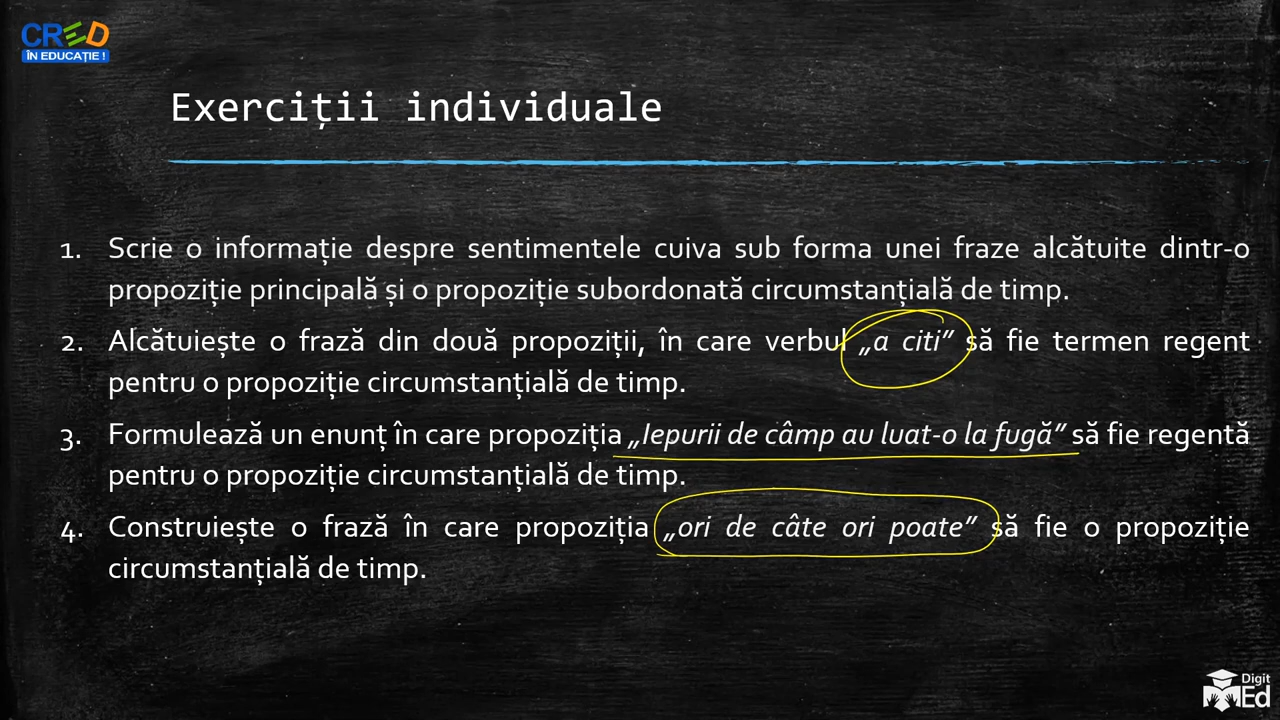 CRED
ÎN EDUCAȚIE !
Exerciții individuale
1. Scrie o informație despre sentimentele cuiva sub forma unei fraze alcătuite dintr-o
propoziție principală și o propoziție subordonată circumstanțială de timp.
2. Alcătuiește o frază din două propoziții, în care verbul „a citi” să fie termen regent
pentru o propoziție circumstanțială de timp.
3. Formulează un enunț în care propoziția „Iepurii de câmp au luat-o la fugă” să fie regentă
pentru o propoziție circumstanțială de timp.
4. Construiește o frază în care propoziția „ori de câte ori poate” să fie o propoziție
circumstanțială de timp.
Digit
Ed